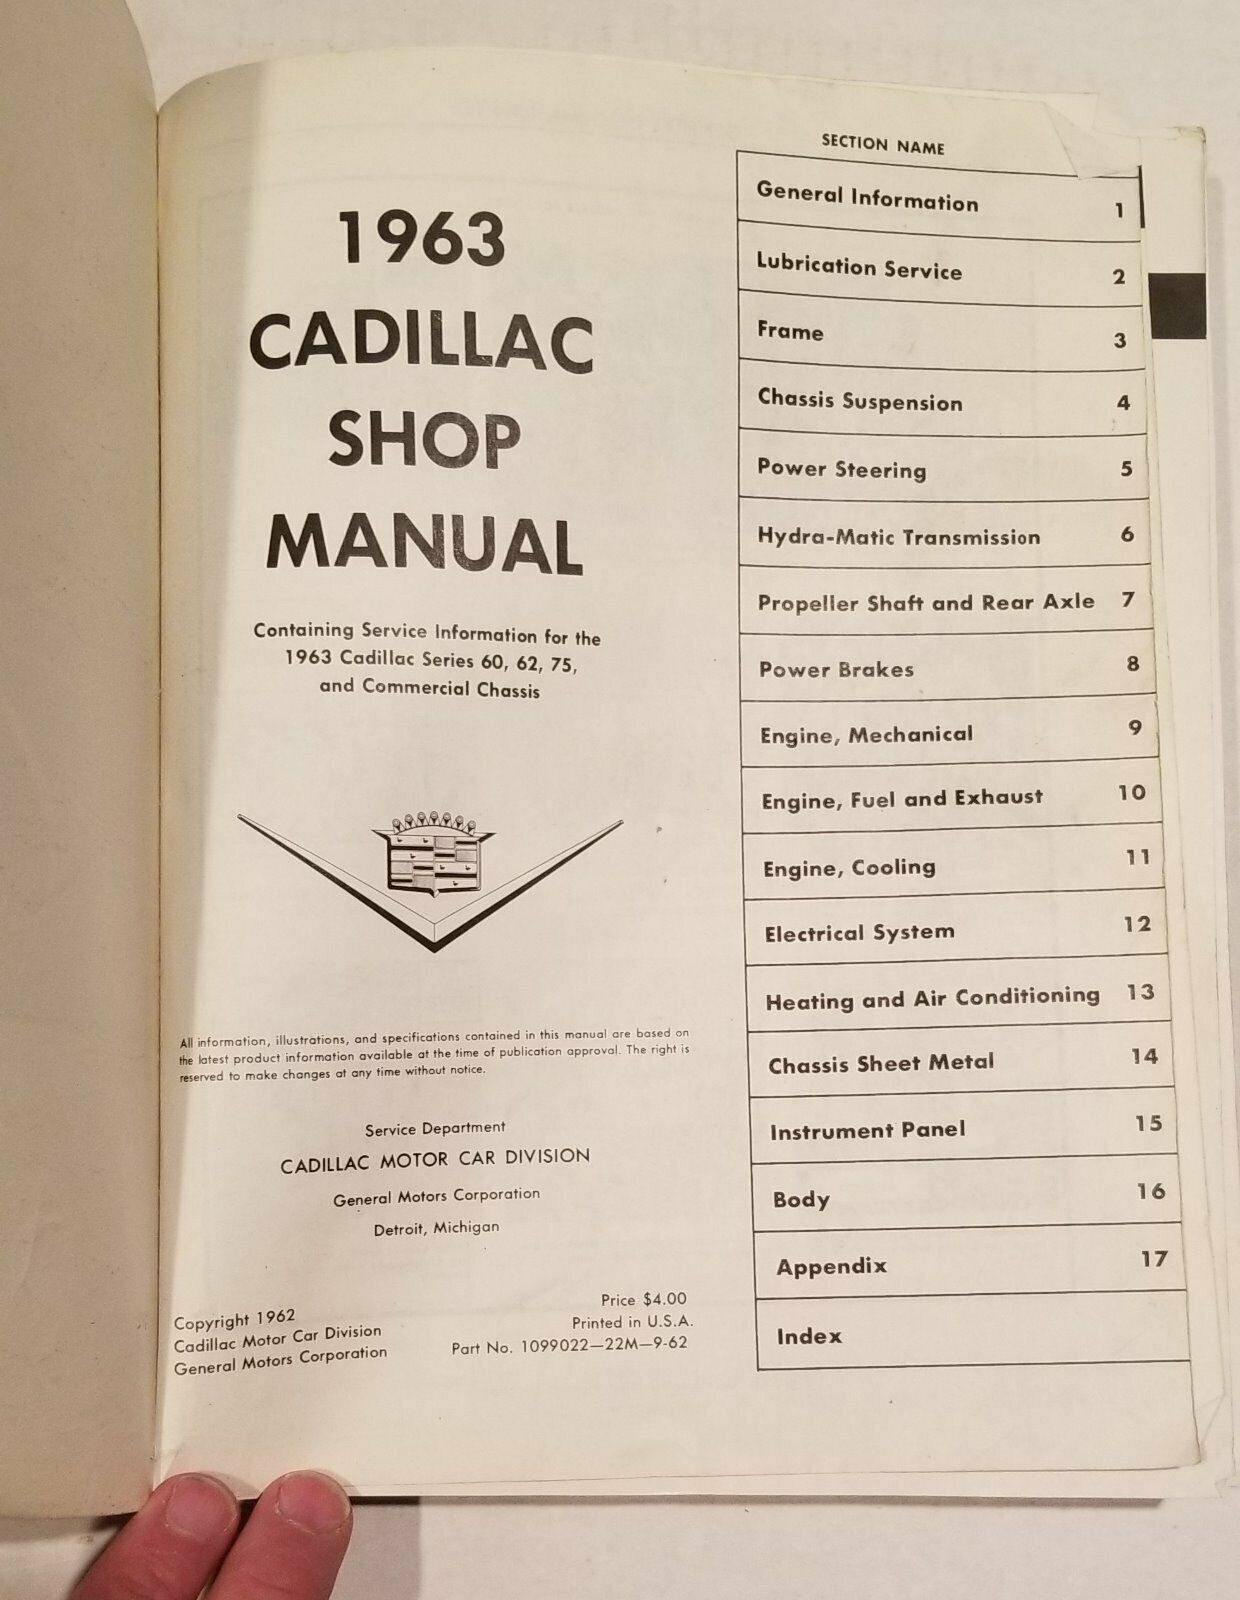 1963
CADILLAC
SHOP
MANUAL
Containing Service Information for the
1963 Cadillac Series 60, 62, 75,
and Commercial Chassis
All information, illustrations, and specifications contained in this manual are based on
the latest product information available at the time of publication approval. The right is
reserved to make changes at any time without notice.
Service Department
CADILLAC MOTOR CAR DIVISION
General Motors Corporation
Detroit, Michigan
Copyright 1962
Cadillac Motor Car Division
General Motors Corporation
Price $4.00
Printed in U.S.A.
Part No. 1099022—22M—9-62
SECTION NAME
General Information 1
Lubrication Service 2
Frame 3
Chassis Suspension 4
Power Steering 5
Hydra-Matic Transmission 6
Propeller Shaft and Rear Axle 7
Power Brakes 8
Engine, Mechanical 9
Engine, Fuel and Exhaust 10
Engine, Cooling 11
Electrical System 12
Heating and Air Conditioning 13
Chassis Sheet Metal 14
Instrument Panel 15
Body 16
Appendix 17
Index